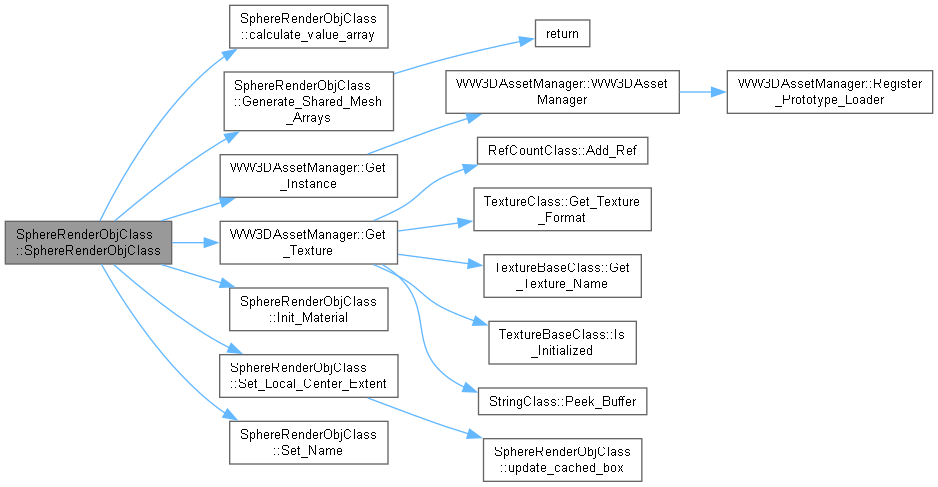 SphereRenderObjClass
::SphereRenderObjClass
SphereRenderObjClass
::calculate_value_array
SphereRenderObjClass
::Generate_Shared_Mesh
_Arrays
return
WW3DAssetManager::Get
_Instance
WW3DAssetManager::WW3DAsset
Manager
WW3DAssetManager::Register
_Prototype_Loader
WW3DAssetManager::Get
_Texture
RefCountClass::Add_Ref
TextureClass::Get_Texture
_Format
TextureBaseClass::Get
_Texture_Name
TextureBaseClass::Is
_Initialized
StringClass::Peek_Buffer
SphereRenderObjClass
::Init_Material
SphereRenderObjClass
::Set_Local_Center_Extent
SphereRenderObjClass
::update_cached_box
SphereRenderObjClass
::Set_Name